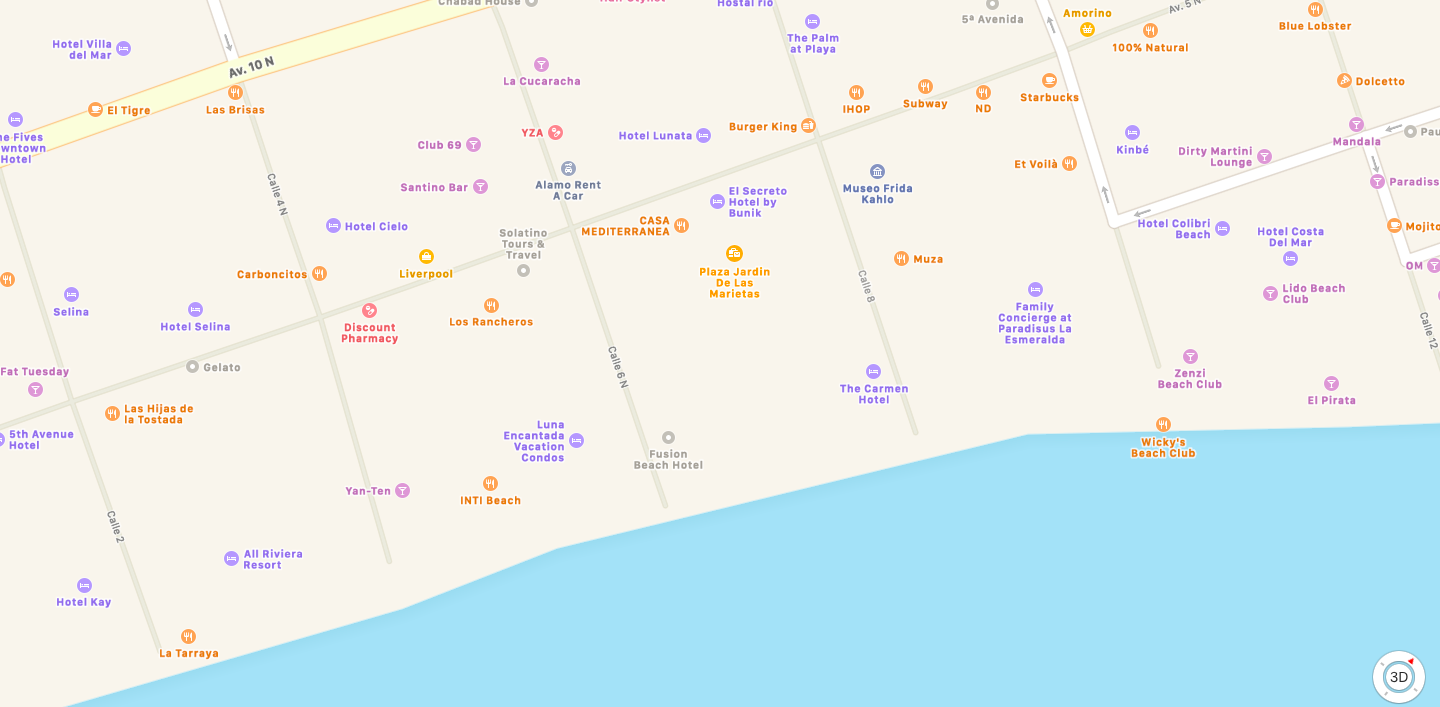 Chabad House
Hostal rio
5ª Avenida
Av. 5 N
Amorino
100% Natural
Blue Lobster
Hotel Villa
del Mar
The Palm
at Playa
Av. 10 N
La Cucaracha
El Tigre
Las Brisas
IHOP
Subway
ND
Starbucks
Dolcetto
YZA
Hotel Lunata
Burger King
Club 69
Kinbé
Mandala
Dirty Martini
Lounge
Et Voilà
Hotel
Santino Bar
Alamo Rent
A Car
El Secreto
Hotel by
Bunik
Museo Frida
Kahlo
Calle 4 N
Hotel Cielo
Solatino
Tours &
Travel
CASA
MEDITERRANEA
Hotel Colibri
Beach
Hotel Costa
Del Mar
Carboncitos
Liverpool
Plaza Jardin
De Las
Marietas
Muza
Calle 8
OM
Selina
Hotel Selina
Discount
Pharmacy
Los Rancheros
Family
Concierge at
Paradisus La
Esmeralda
Lido Beach
Club
Calle 12
Fat Tuesday
Gelato
Calle 6 N
The Carmen
Hotel
Zenzi
Beach Club
El Pirata
Las Hijas de
la Tostada
5th Avenue
Hotel
Luna
Encantada
Vacation
Condos
Fusion
Beach Hotel
Wicky's
Beach Club
Yan-Ten
INTI Beach
Calle 2
All Riviera
Resort
Hotel Kay
La Tarraya
3D